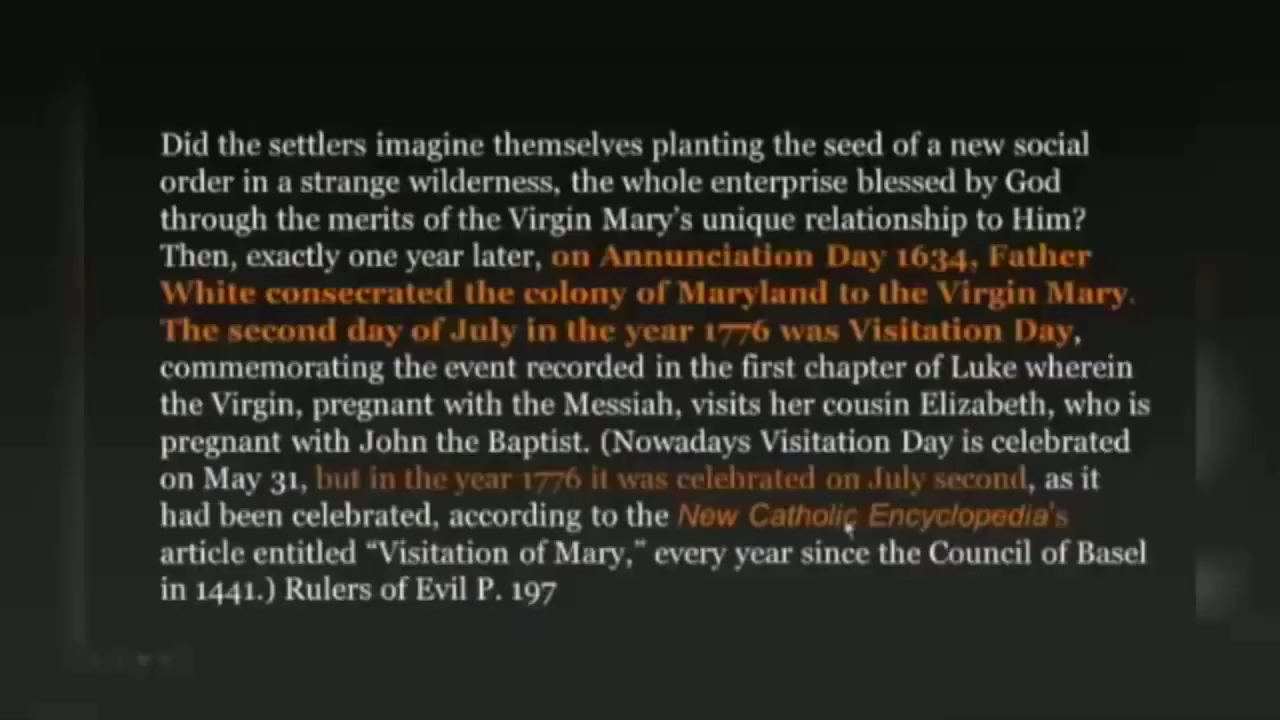 Did the settlers imagine themselves planting the seed of a new social
order in a strange wilderness, the whole enterprise blessed by God
through the merits of the Virgin Mary's unique relationship to Him?
Then, exactly one year later, on Annunciation Day 1634, Father
White consecrated the colony of Maryland to the Virgin Mary.
The second day of July in the year 1776 was Visitation Day,
commemorating the event recorded in the first chapter of Luke wherein
the Virgin, pregnant with the Messiah, visits her cousin Elizabeth, who is
pregnant with John the Baptist. (Nowadays Visitation Day is celebrated
on May 31, but in the year 1776 it was celebrated on July second, as it
had been celebrated, according to the New Catholic Encyclopedia's
article entitled “Visitation of Mary,” every year since the Council of Basel
in 1441.) Rulers of Evil P. 197